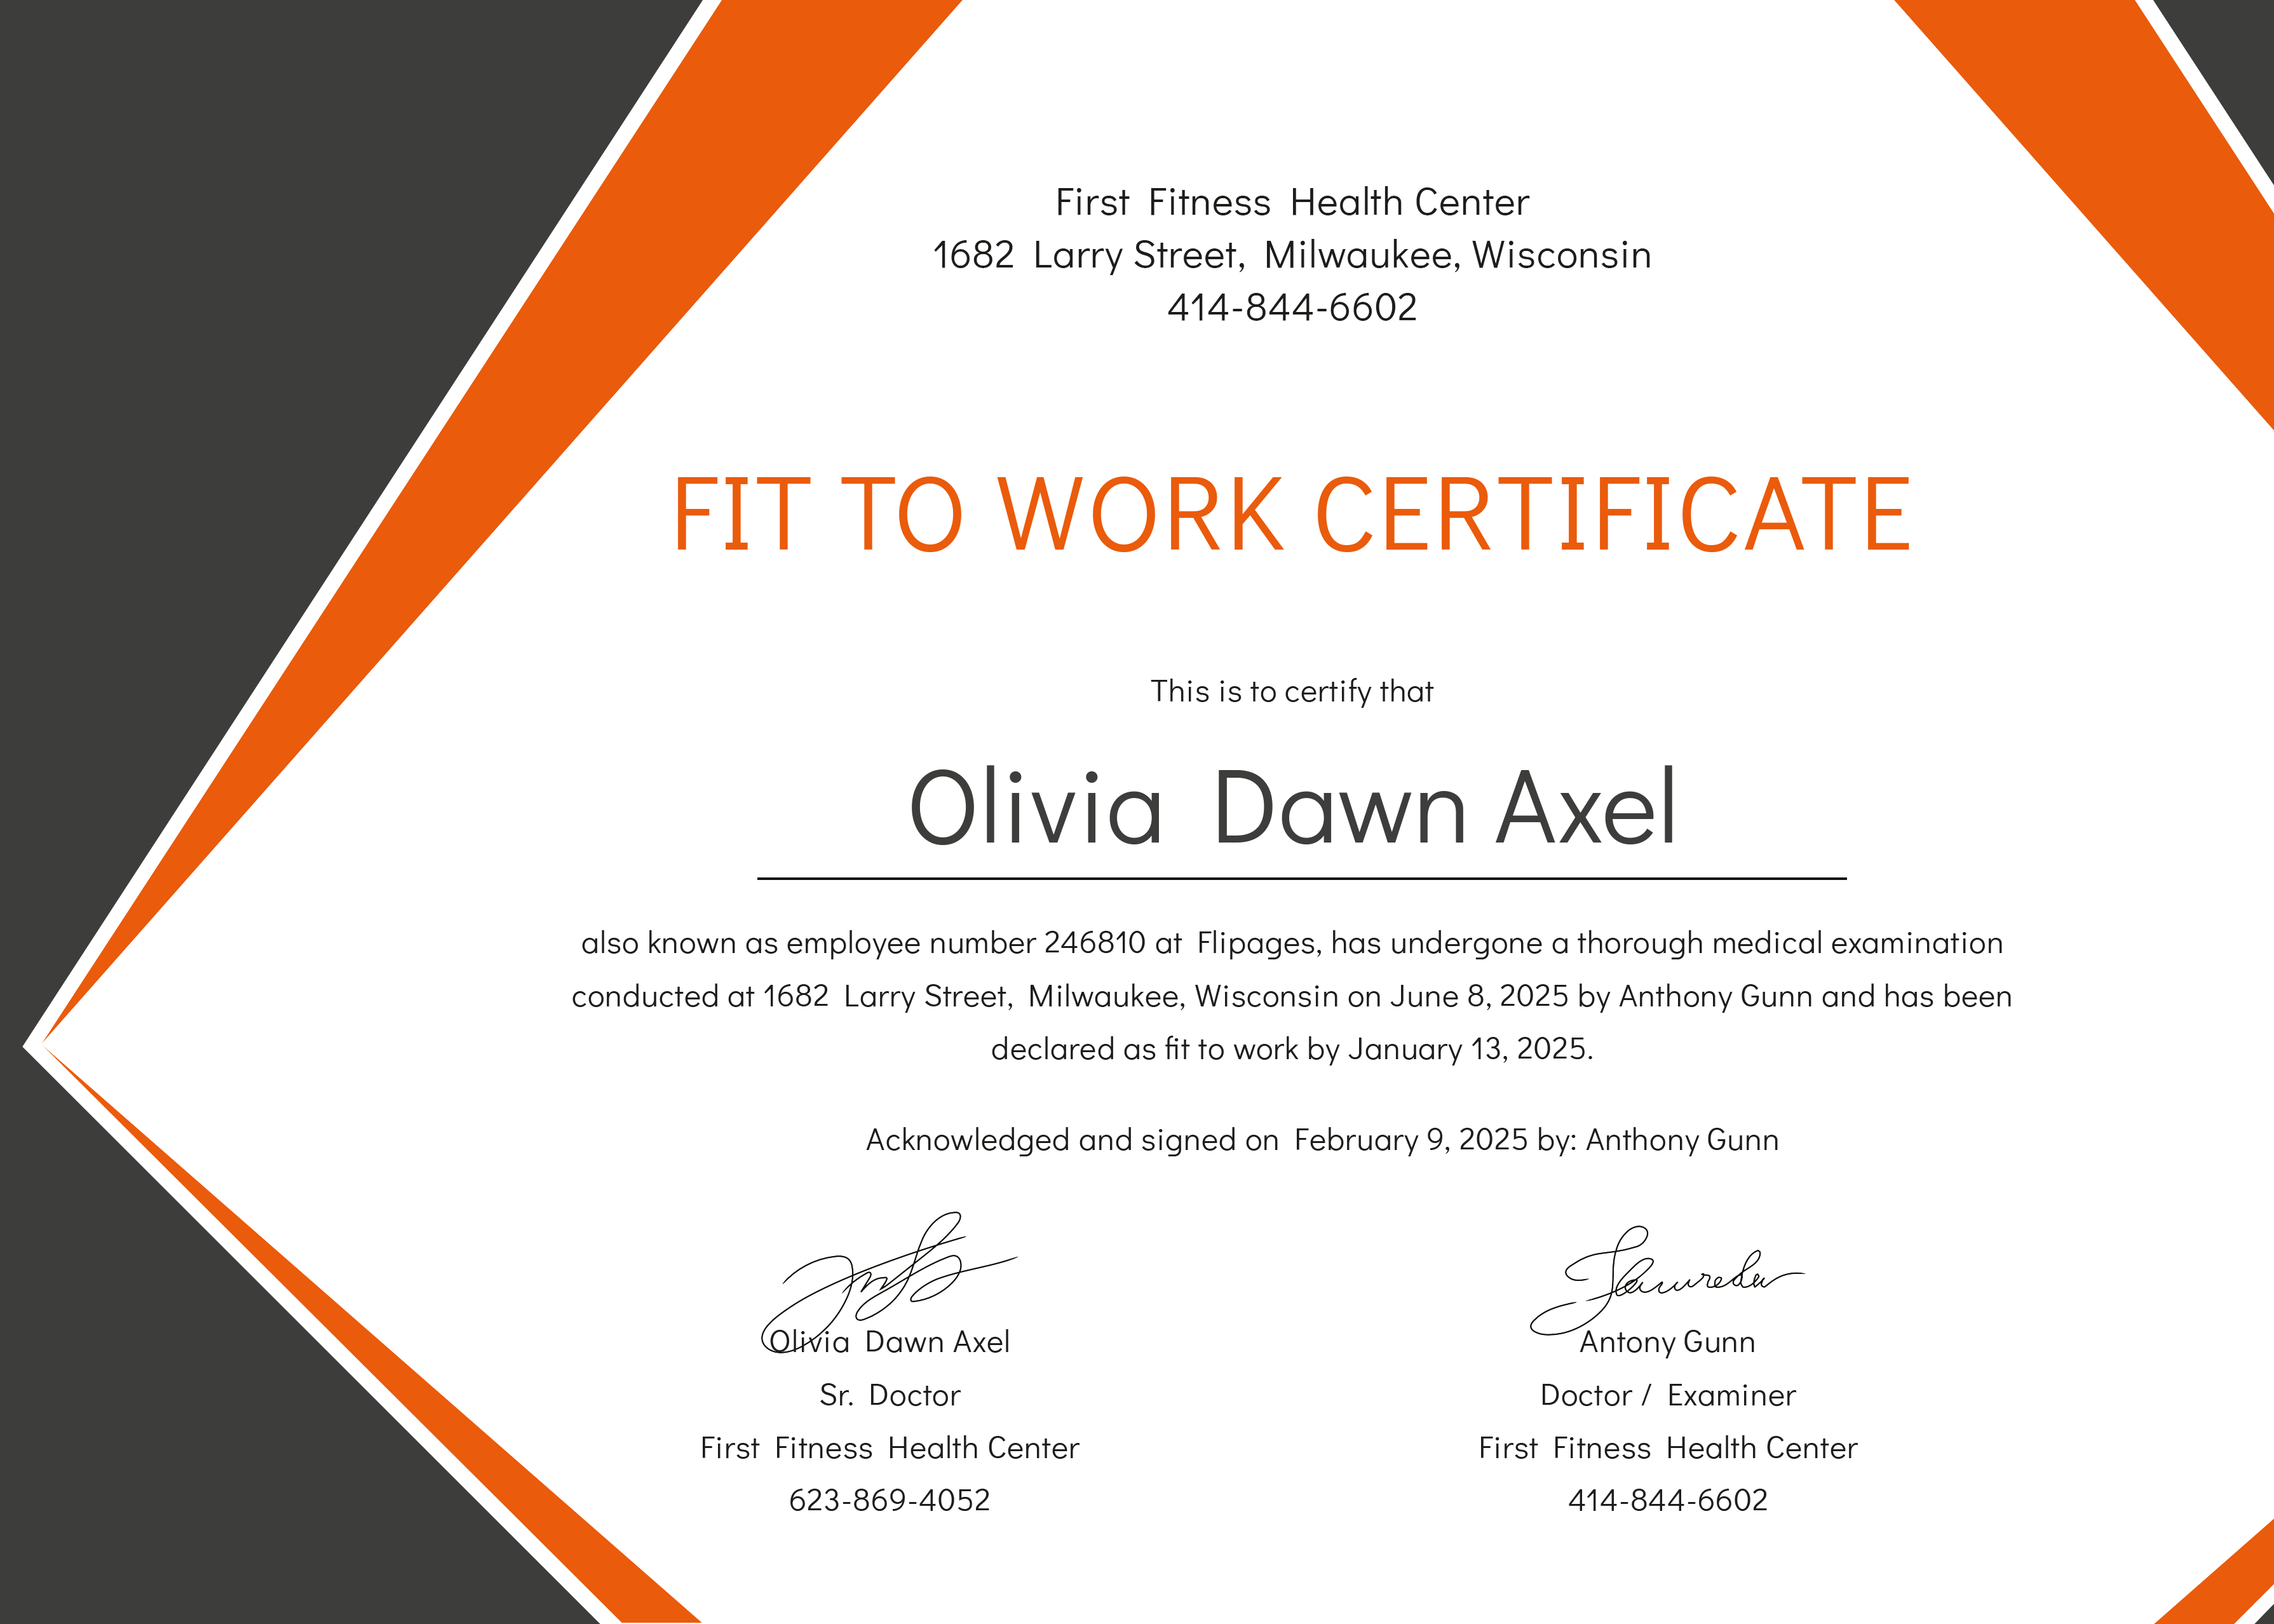 First Fitness Health Center
1682 Larry Street, Milwaukee, Wisconsin
414-844-6602
FIT TO WORK CERTIFICATE
This is to certify that
Olivia Dawn Axel
also known as employee number 246810 at Flipages, has undergone a thorough medical examination
conducted at 1682 Larry Street, Milwaukee, Wisconsin on June 8, 2025 by Anthony Gunn and has been
declared as fit to work by January 13, 2025.
Acknowledged and signed on February 9, 2025 by: Anthony Gunn
Olivia Dawn Axel
Sr. Doctor
First Fitness Health Center
623-869-4052
Antony Gunn
Doctor / Examiner
First Fitness Health Center
414-844-6602